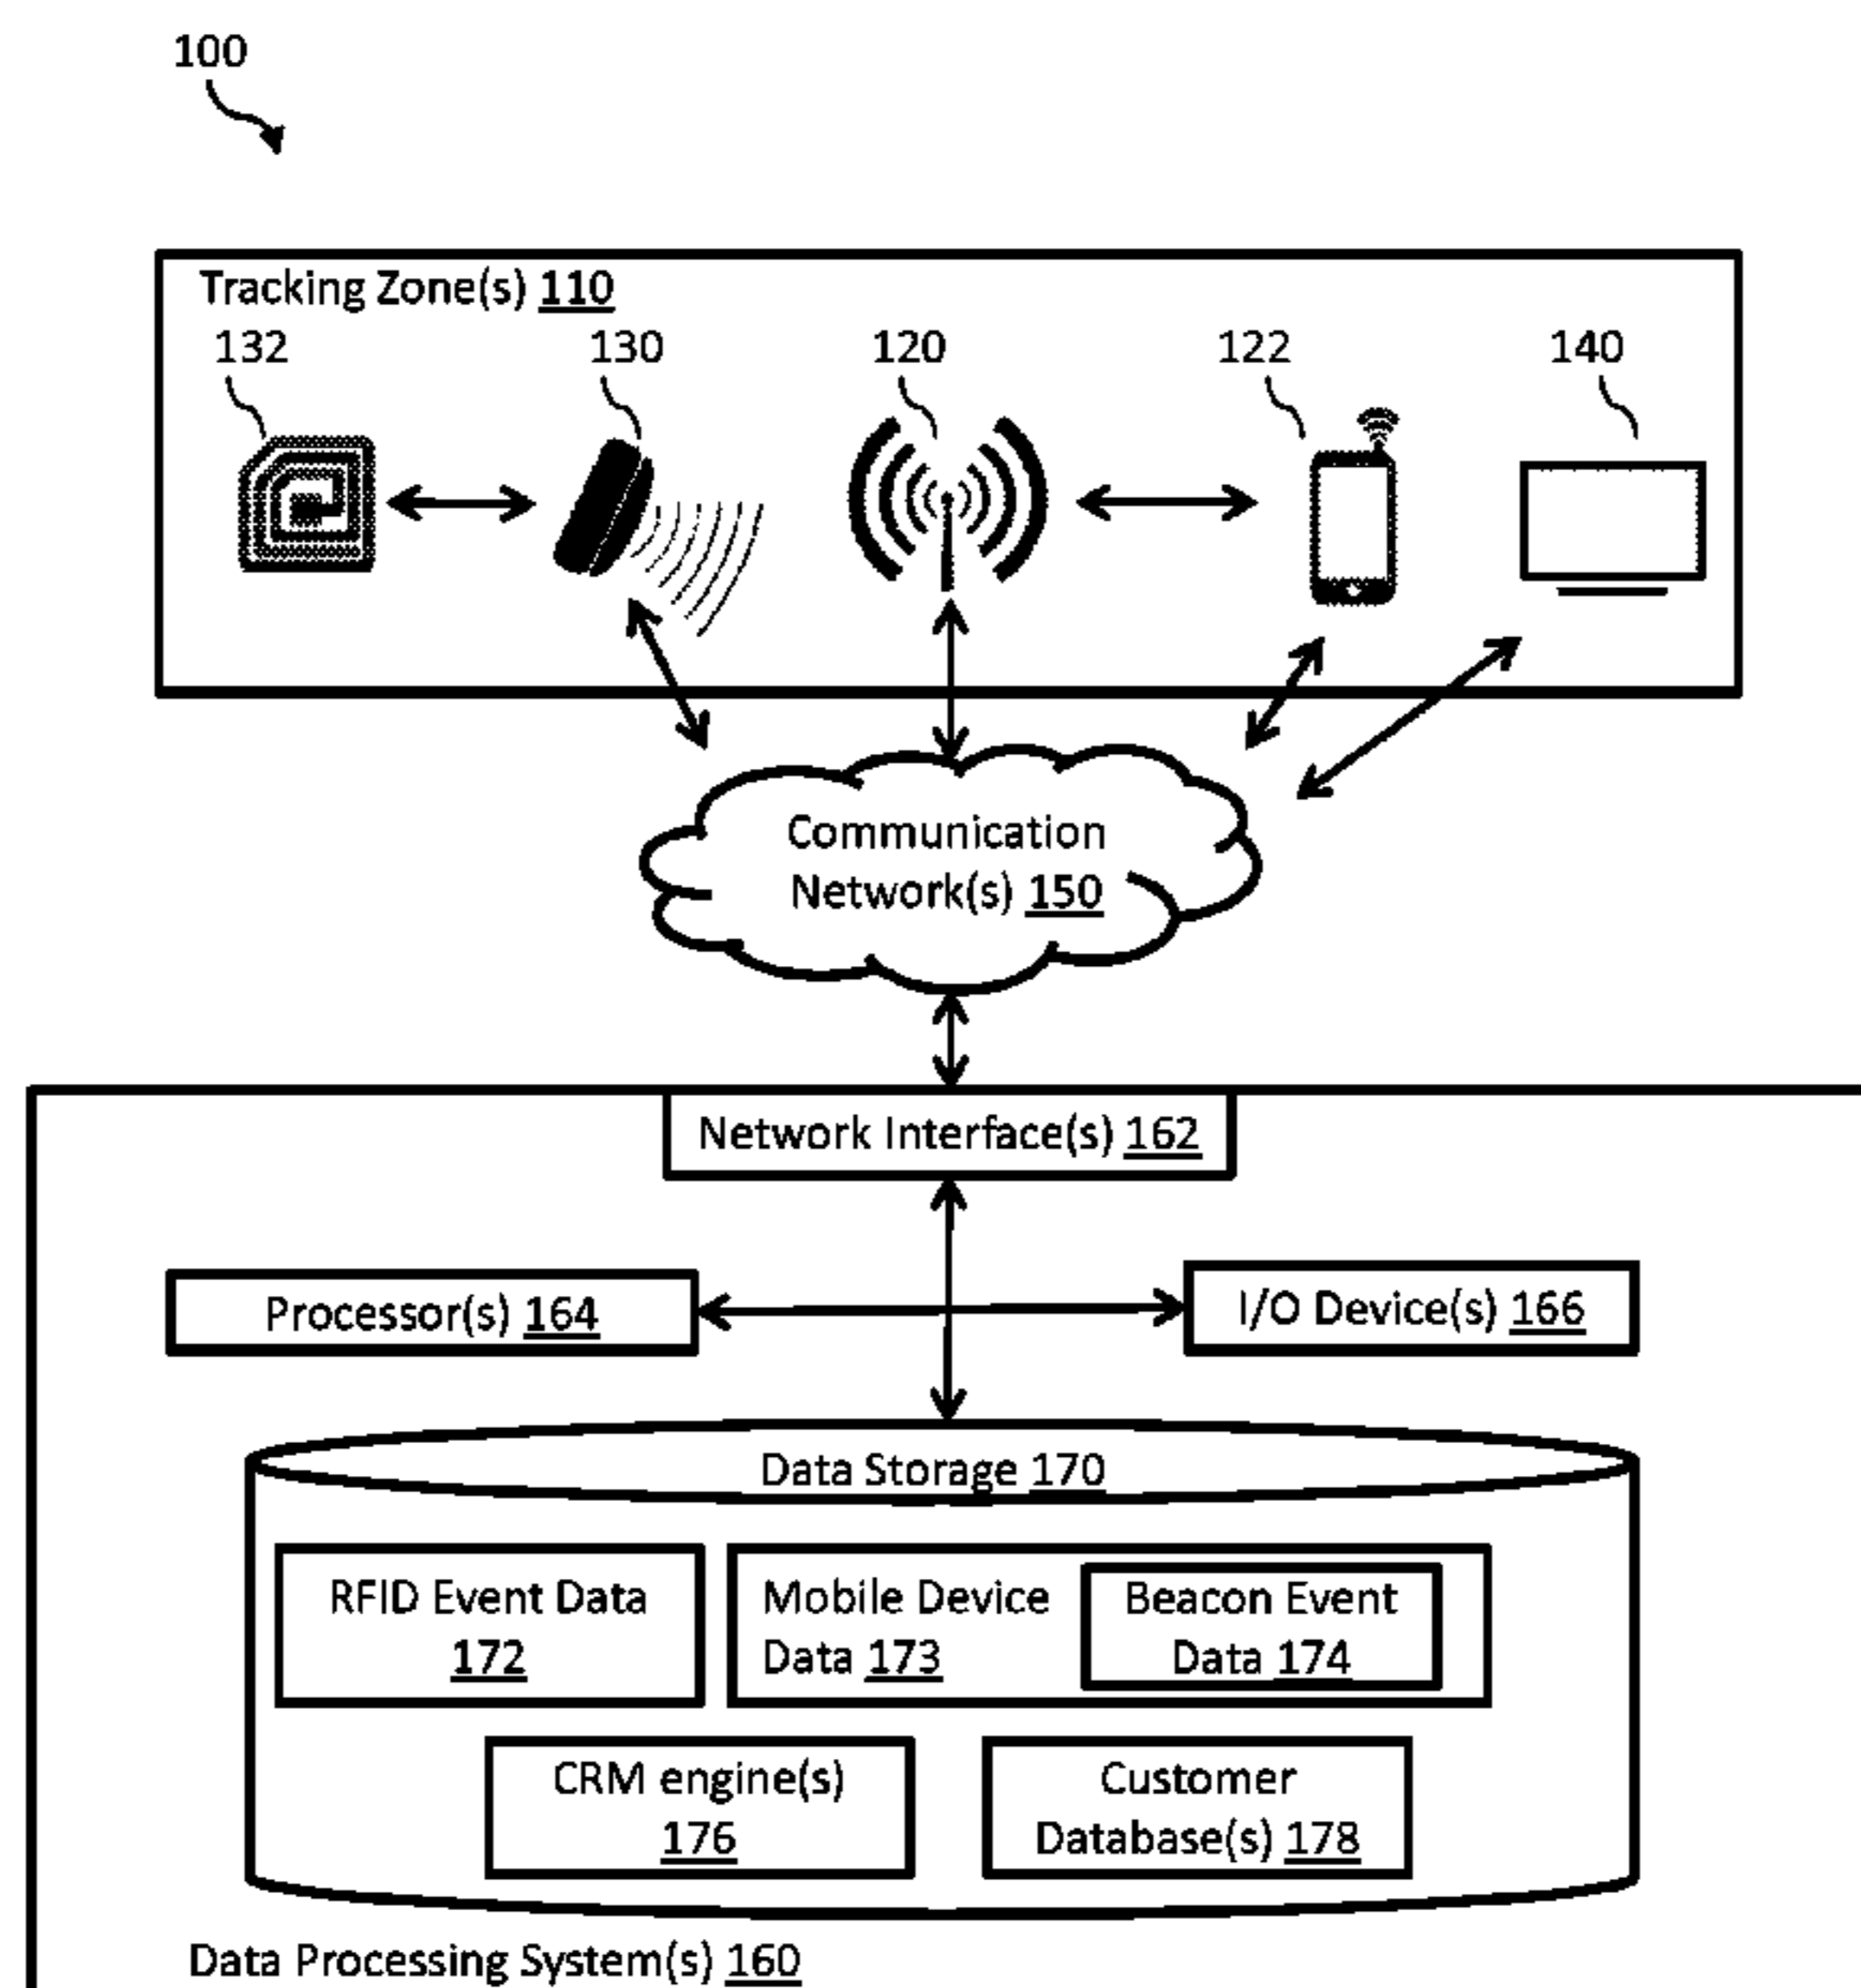 100
Tracking Zone(s) 110
132 130 120 122 140
Communication
Network(s) 150
Network Interface(s) 162
Processor(s) 164
I/O Device(s) 166
Data Storage 170
RFID Event Data
172
Mobile Device
Data 173
Beacon Event
Data 174
CRM engine(s)
176
Customer
Database(s) 178
Data Processing System(s) 160